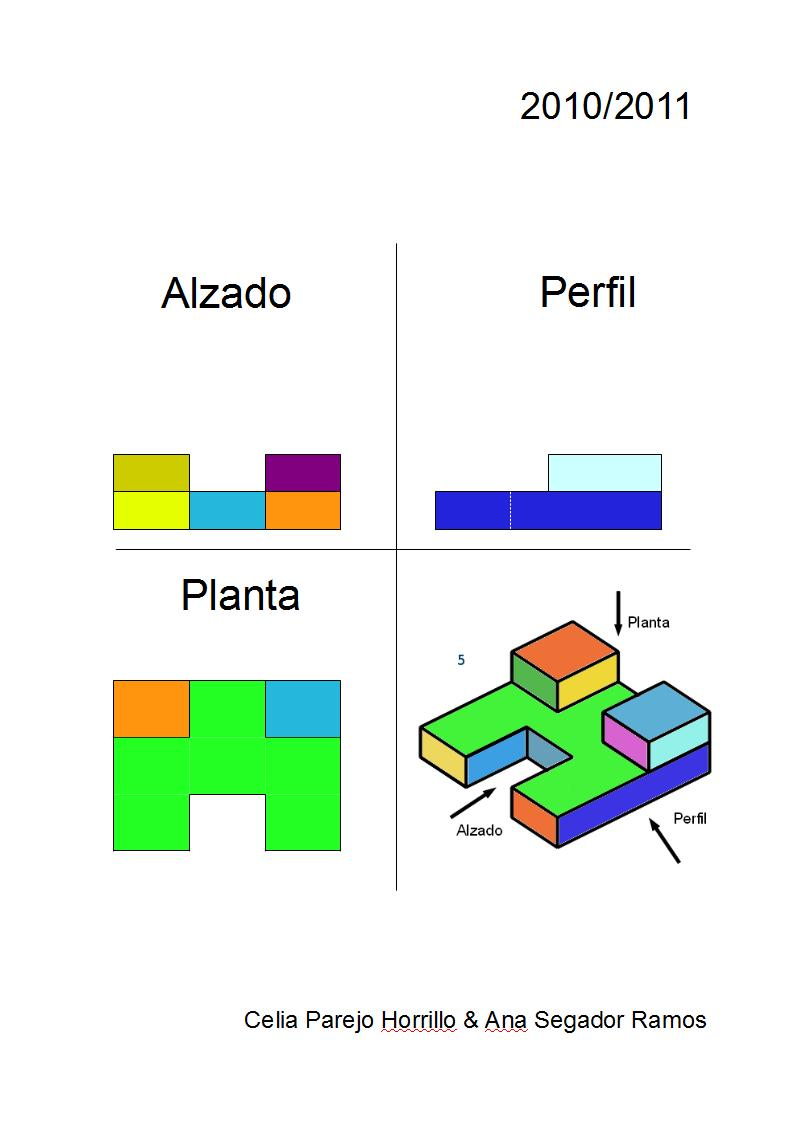 2010/2011
Alzado
Perfil
Planta
Planta
5
Perfil
Alzado
Celia Parejo Horrillo & Ana Segador Ramos